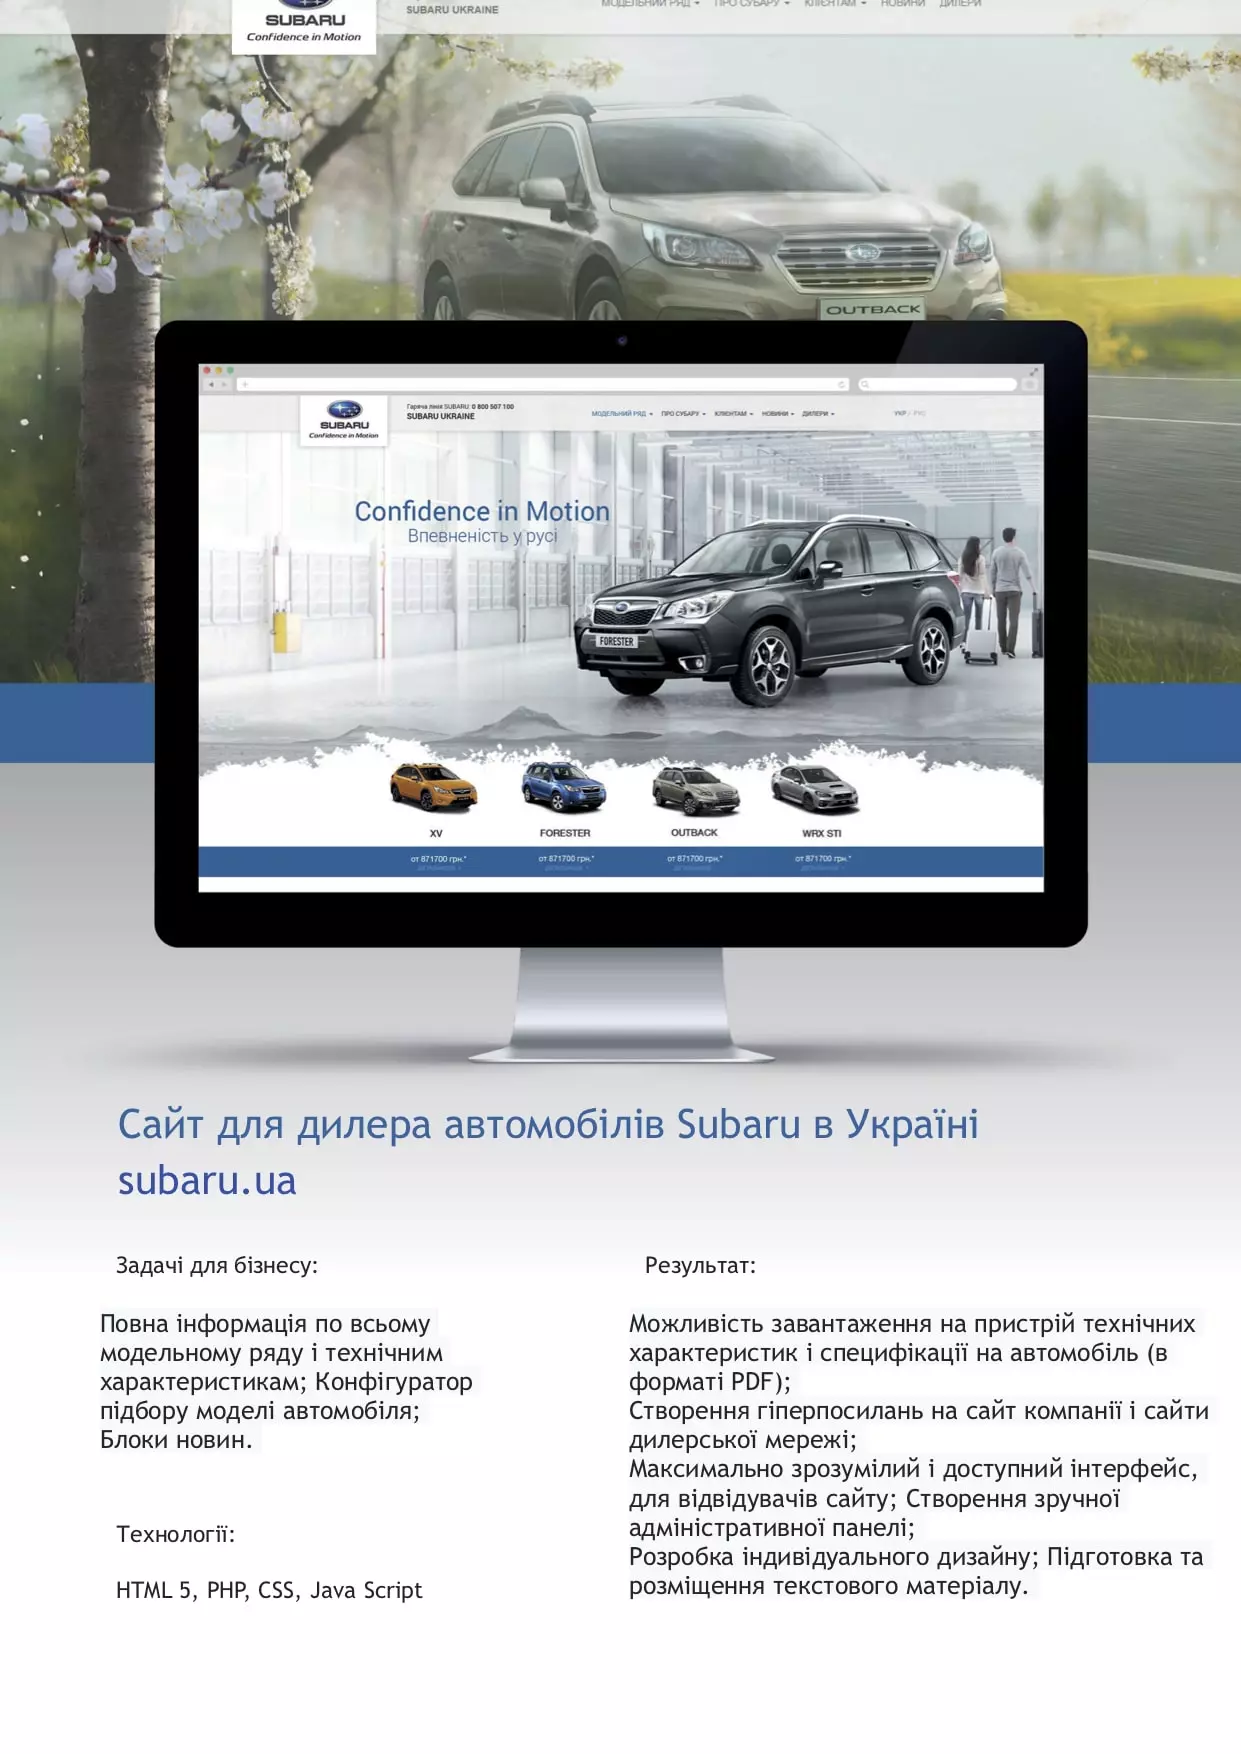 SUBARU
Confidence in Motion
SUBARU UKRAINE
МОДЕЛЬНИЙ РЯД
ПРО СУБАРУ
КЛІЄНТАМ
НОВИНИ
ДИЛЕРИ
OUTBACK
SUBARU
Confidence in Motion
Гаряча лінія SUBARU: 0 800 507 100
SUBARU UKRAINE
МОДЕЛЬНИЙ РЯД
ПРО СУБАРУ
КЛІЄНТАМ
НОВИНИ
ДИЛЕРИ
УКР / РУС
Confidence in Motion
Впевненість у русі
FORESTER
XV
FORESTER
OUTBACK
WRX STI
от 871700 грн.*
от 871700 грн.*
от 871700 грн.*
от 871700 грн.*
Сайт для дилера автомобілів Subaru в Україні
subaru.ua
Задачі для бізнесу:
Повна інформація по всьому
модельному ряду і технічним
характеристикам; Конфігуратор
підбору моделі автомобіля;
Блоки новин.
Технології:
HTML 5, PHP, CSS, Java Script
Результат:
Можливість завантаження на пристрій технічних
характеристик і специфікації на автомобіль (в
форматі PDF);
Створення гіперпосилань на сайт компанії і сайти
дилерської мережі;
Максимально зрозумілий і доступний інтерфейс,
для відвідувачів сайту; Створення зручної
адміністративної панелі;
Розробка індивідуального дизайну; Підготовка та
розміщення текстового матеріалу.